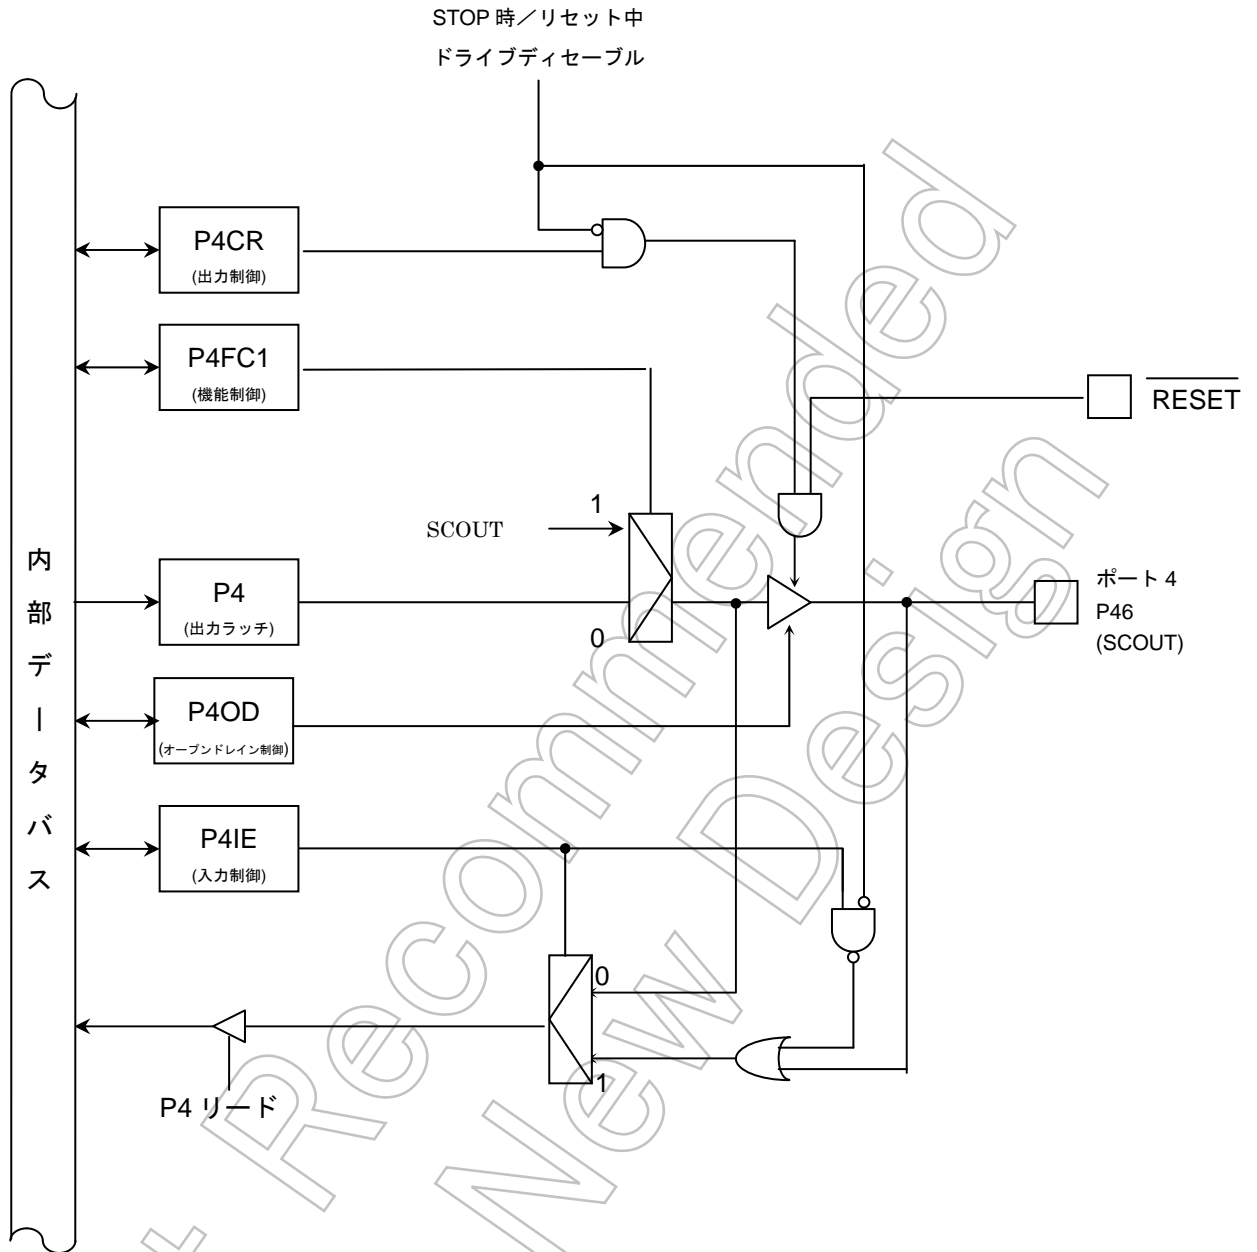 STOP 時／リセット中
ドライブディセーブル
P4CR
(出力制御)
P4FC1
(機能制御)
RESET
1
SCOUT
内部データバス
P4
(出力ラッチ)
0
ポート 4
P46
(SCOUT)
P4OD
(オープンドレイン制御)
P4IE
(入力制御)
0
1
P4 リード
Recommended
New Design